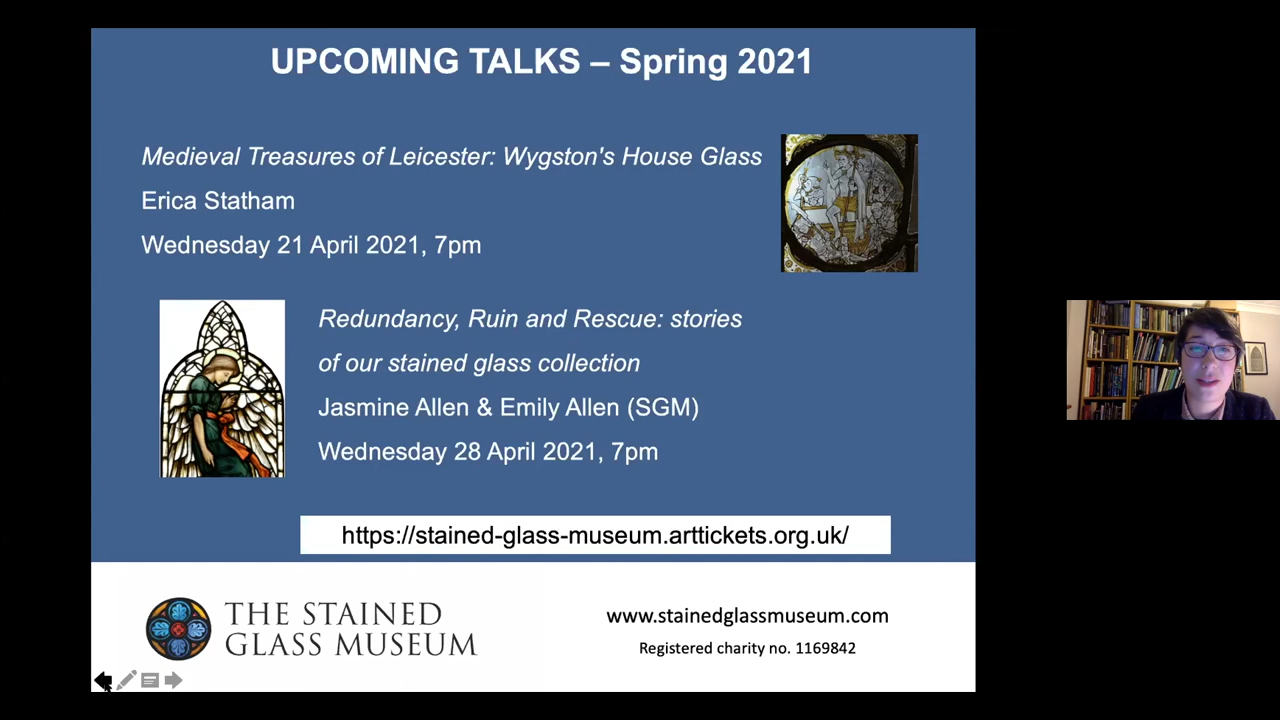 UPCOMING TALKS – Spring 2021
Medieval Treasures of Leicester: Wygston's House Glass
Erica Statham
Wednesday 21 April 2021, 7pm
Redundancy, Ruin and Rescue: stories
of our stained glass collection
Jasmine Allen & Emily Allen (SGM)
Wednesday 28 April 2021, 7pm
https://stained-glass-museum.arttickets.org.uk/
THE STAINED
GLASS MUSEUM
www.stainedglassmuseum.com
Registered charity no. 1169842